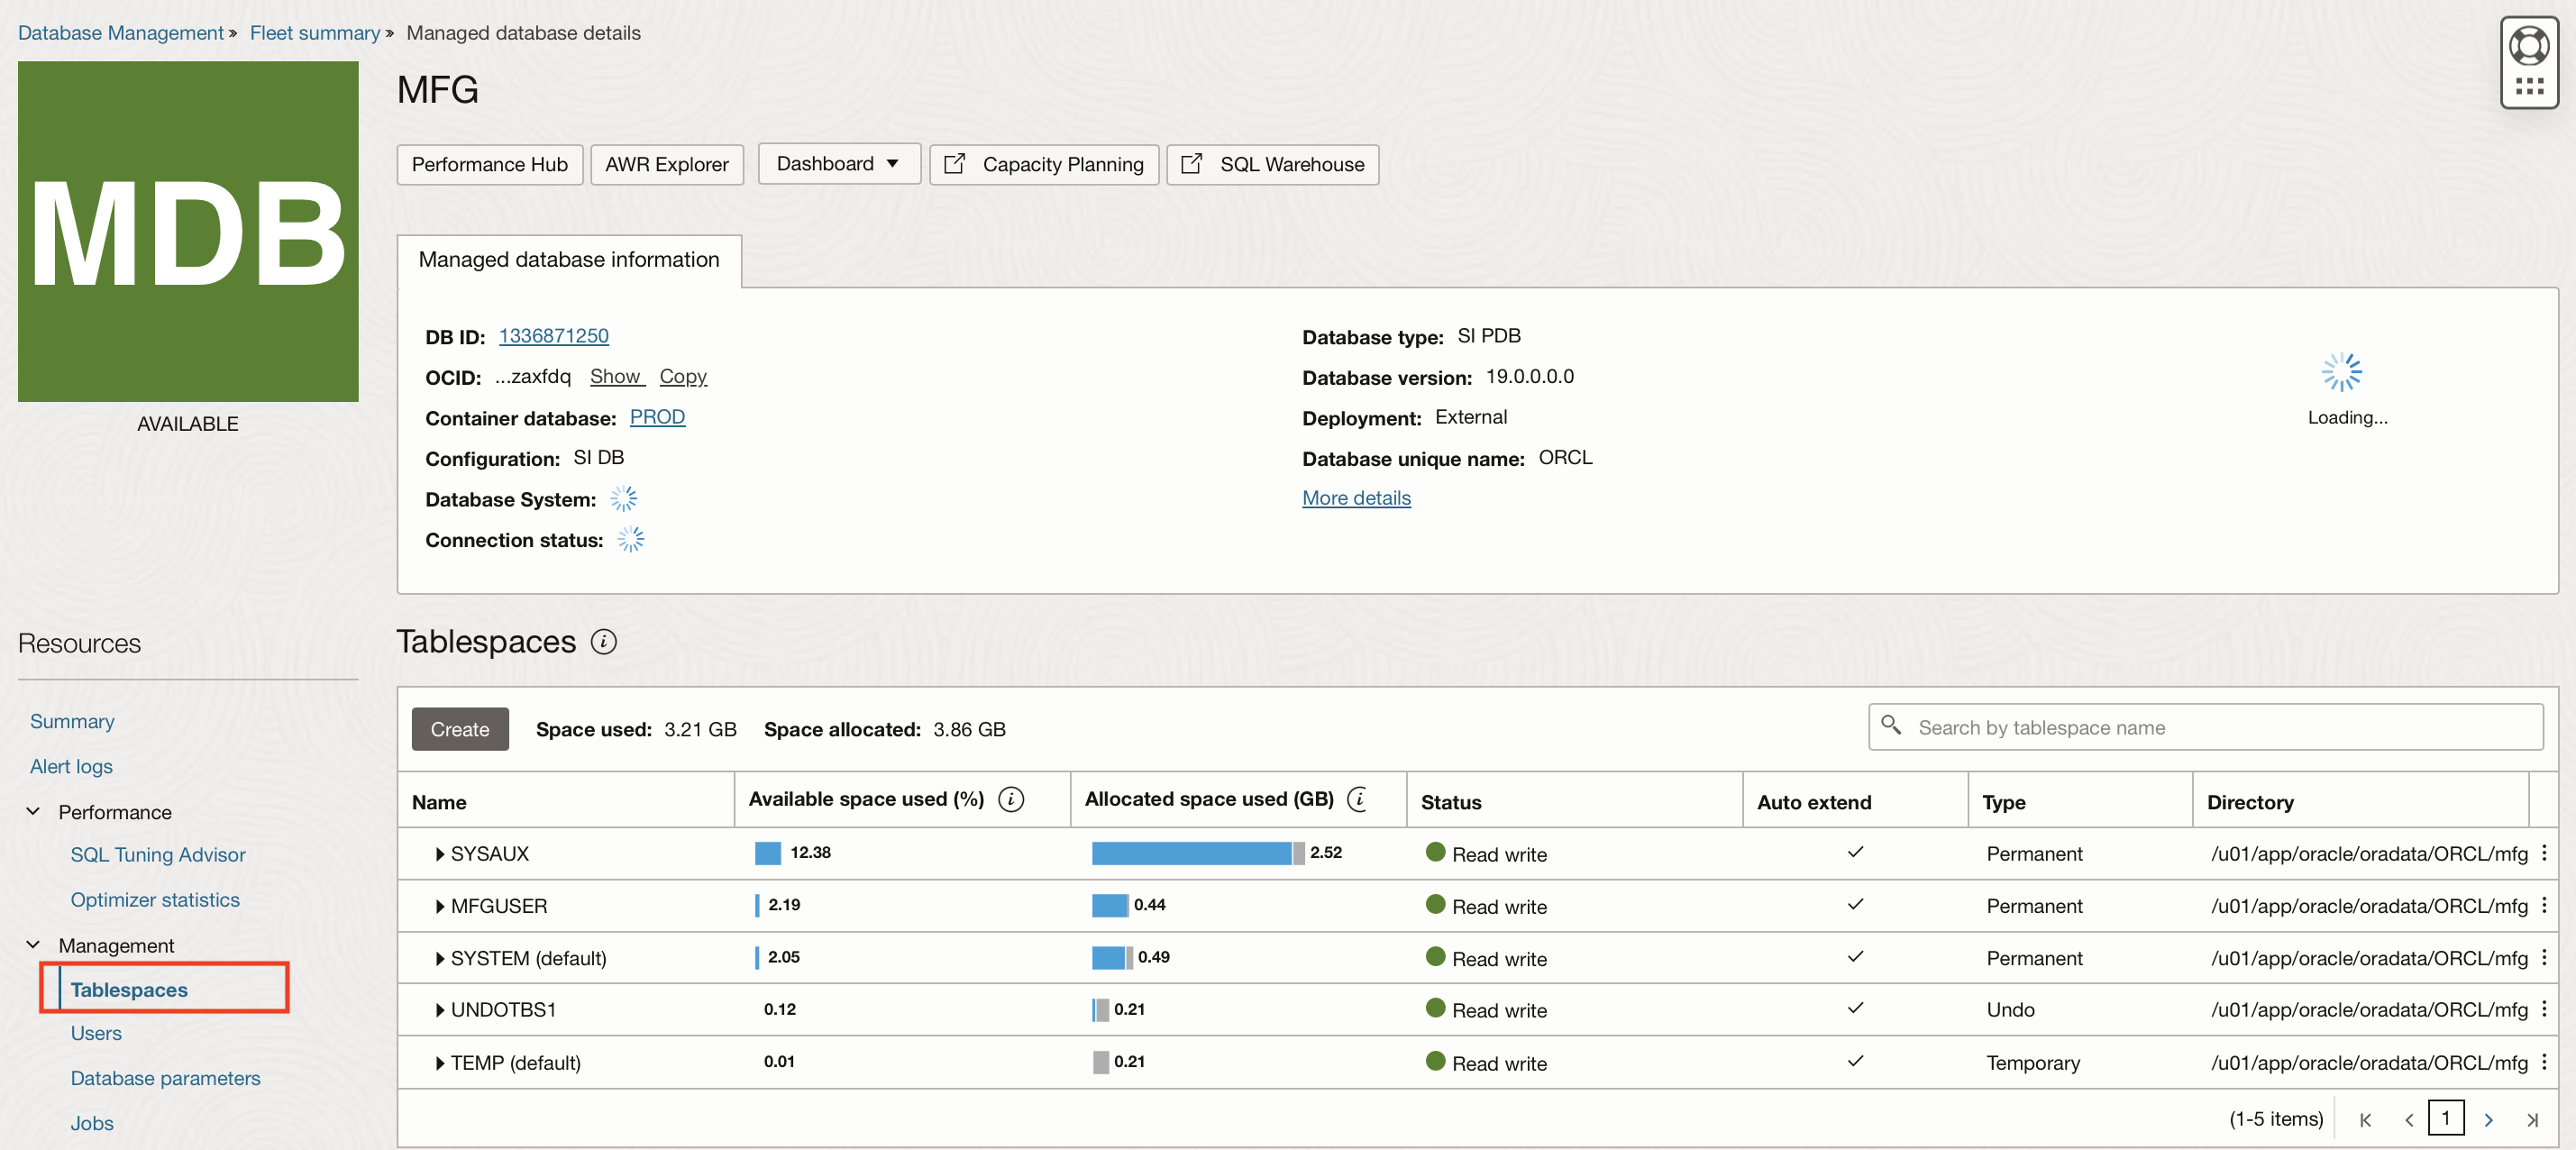 Database Management » Fleet summary » Managed database details
MDB
AVAILABLE
MFG
Performance Hub AWR Explorer Dashboard Capacity Planning SQL Warehouse
Managed database information
DB ID: 1336871250
OCID: ...zaxfdq Show Copy
Container database: PROD
Configuration: SI DB
Database System:
Connection status:
Database type: SI PDB
Database version: 19.0.0.0.0
Deployment: External
Database unique name: ORCL
More details
Loading...
Resources
Summary
Alert logs
Performance
SQL Tuning Advisor
Optimizer statistics
Management
Tablespaces
Users
Database parameters
Jobs
Tablespaces i
Create Space used: 3.21 GB Space allocated: 3.86 GB Search by tablespace name
Name Available space used (%) i Allocated space used (GB) i Status Auto extend Type Directory
SYSAUX 12.38 2.52 Read write Permanent /u01/app/oracle/oradata/ORCL/mfg
MFGUSER 2.19 0.44 Read write Permanent /u01/app/oracle/oradata/ORCL/mfg
SYSTEM (default) 2.05 0.49 Read write Permanent /u01/app/oracle/oradata/ORCL/mfg
UNDOTBS1 0.12 0.21 Read write Undo /u01/app/oracle/oradata/ORCL/mfg
TEMP (default) 0.01 0.21 Read write Temporary /u01/app/oracle/oradata/ORCL/mfg
(1-5 items) 1